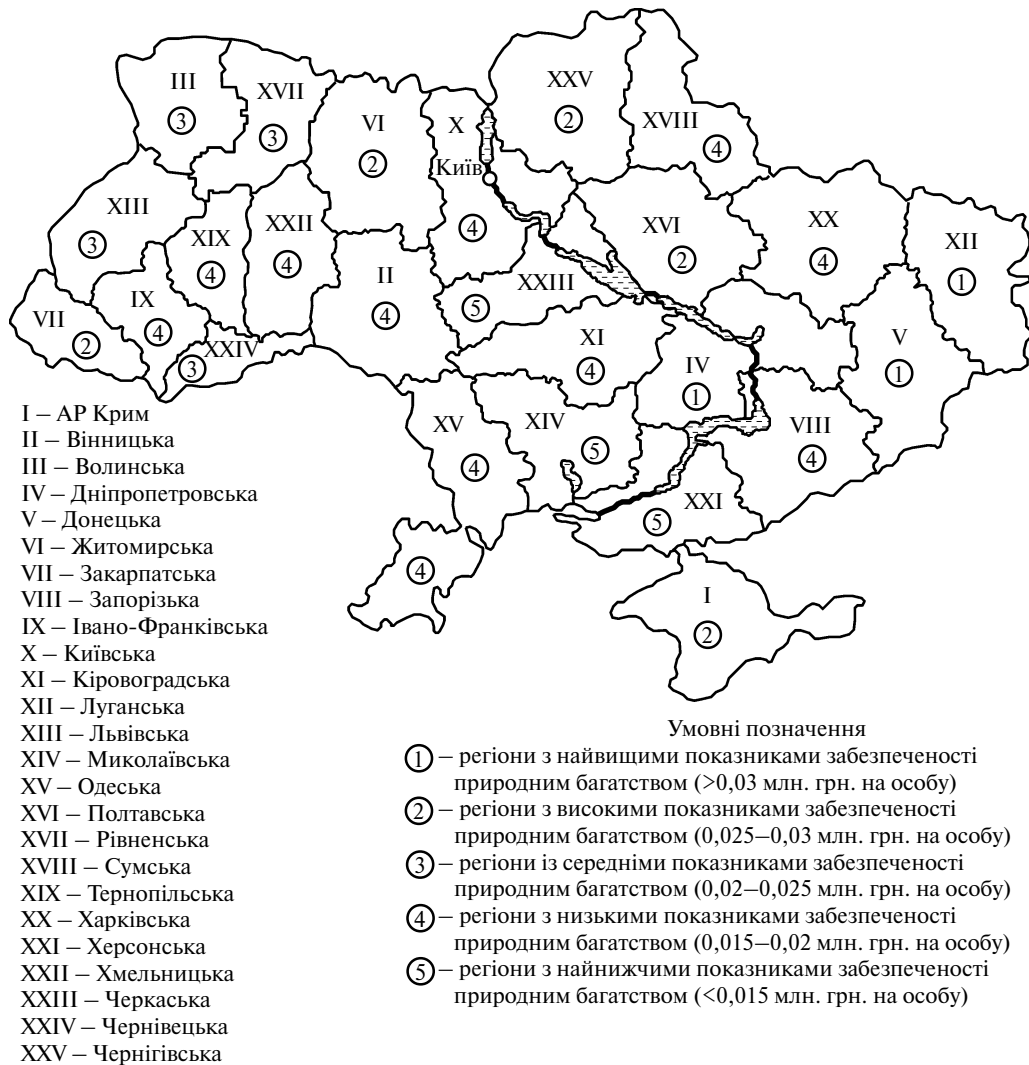 III
3
XVII
3
VI
2
X
Київ
4
XXV
2
XVIII
4
XIII
3
XIX
4
XXII
4
II
4
XXIII
5
XVI
2
XX
4
XII
1
VII
2
IX
4
XXIV
3
XI
4
IV
1
V
1
XV
4
XIV
5
VIII
4
XXI
5
4
I
2
I – АР Крим
II – Вінницька
III – Волинська
IV – Дніпропетровська
V – Донецька
VI – Житомирська
VII – Закарпатська
VIII – Запорізька
IX – Івано-Франківська
X – Київська
XI – Кіровоградська
XII – Луганська
XIII – Львівська
XIV – Миколаївська
XV – Одеська
XVI – Полтавська
XVII – Рівненська
XVIII – Сумська
XIX – Тернопільська
XX – Харківська
XXI – Херсонська
XXII – Хмельницька
XXIII – Черкаська
XXIV – Чернівецька
XXV – Чернігівська
Умовні позначення
1 – регіони з найвищими показниками забезпеченості
природним багатством (>0,03 млн. грн. на особу)
2 – регіони з високими показниками забезпеченості
природним багатством (0,025–0,03 млн. грн. на особу)
3 – регіони із середніми показниками забезпеченості
природним багатством (0,02–0,025 млн. грн. на особу)
4 – регіони з низькими показниками забезпеченості
природним багатством (0,015–0,02 млн. грн. на особу)
5 – регіони з найнижчими показниками забезпеченості
природним багатством (<0,015 млн. грн. на особу)